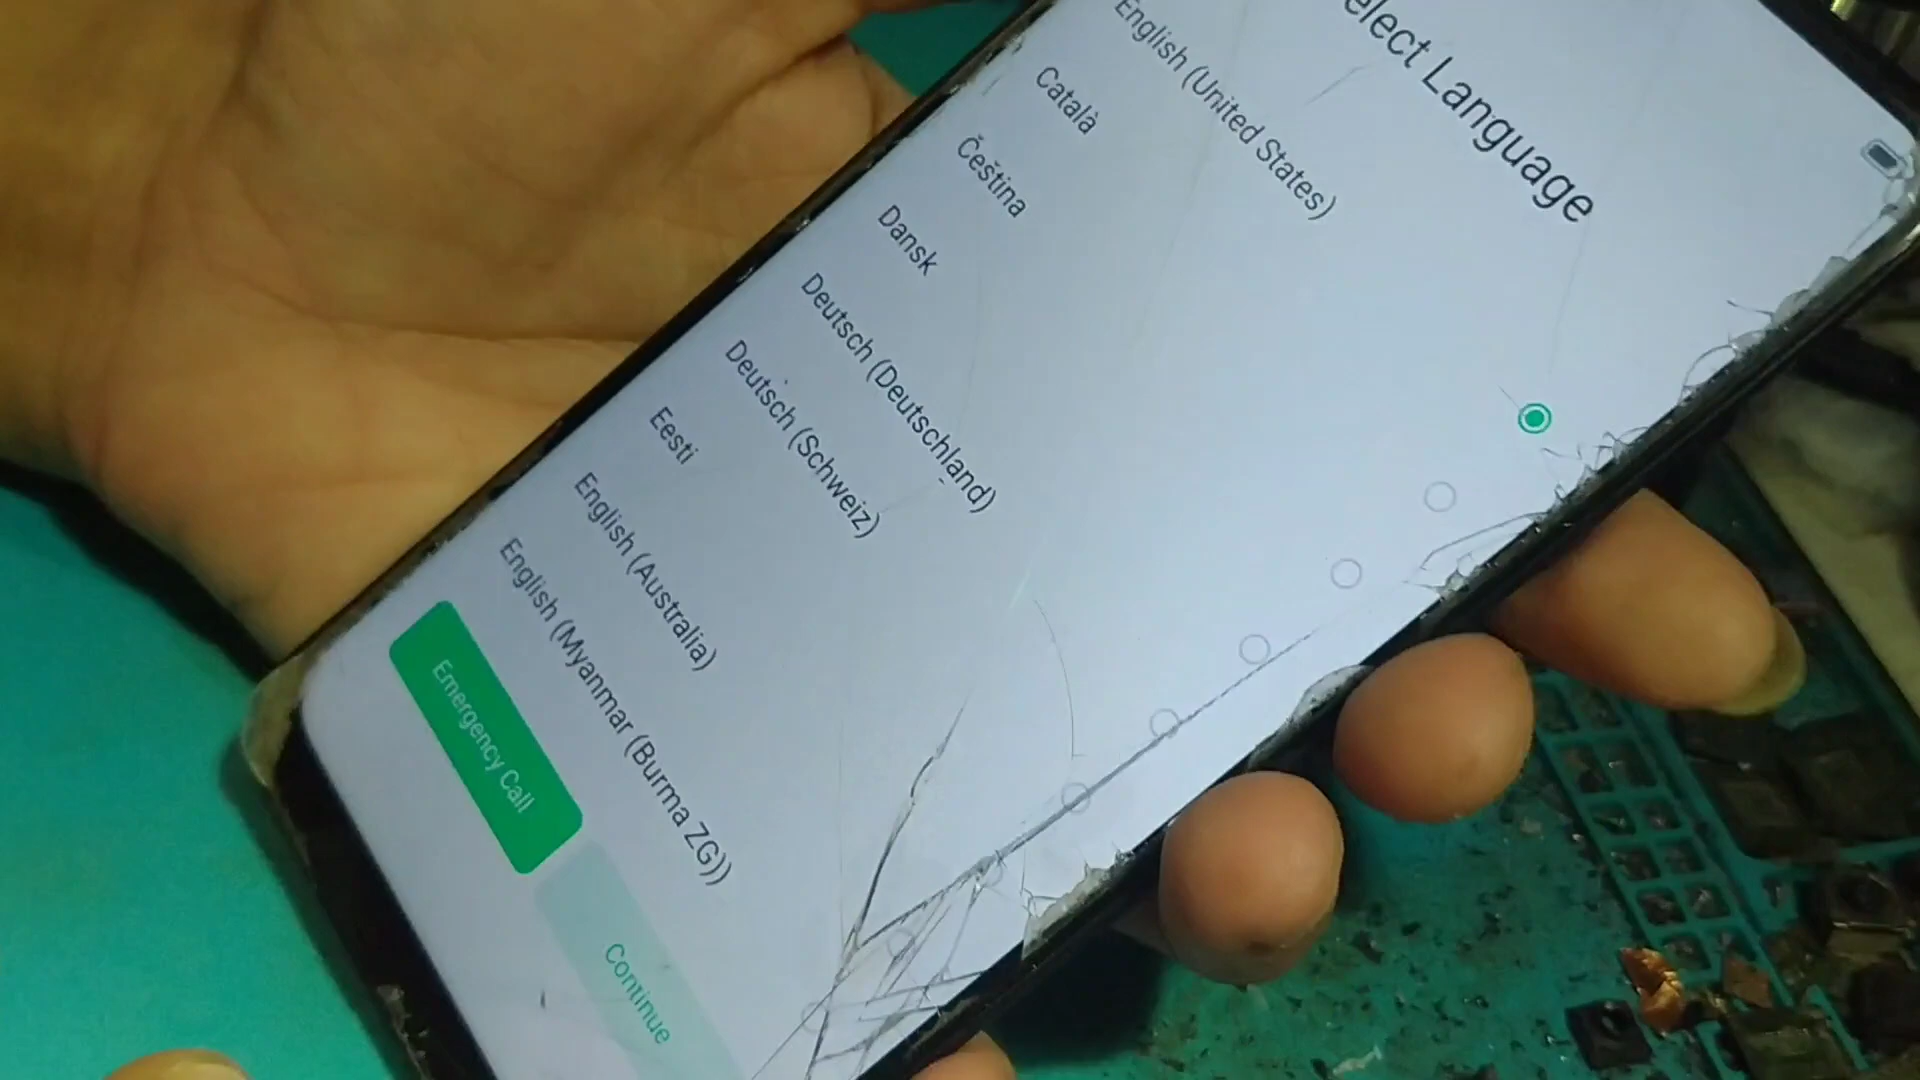 elect Language
English (United States)
Català
Čeština
Dansk
Deutsch (Deutschland)
Deutsch (Schweiz)
Eesti
English (Australia)
English (Myanmar (Burma ZG))
Emergency Call
Continue